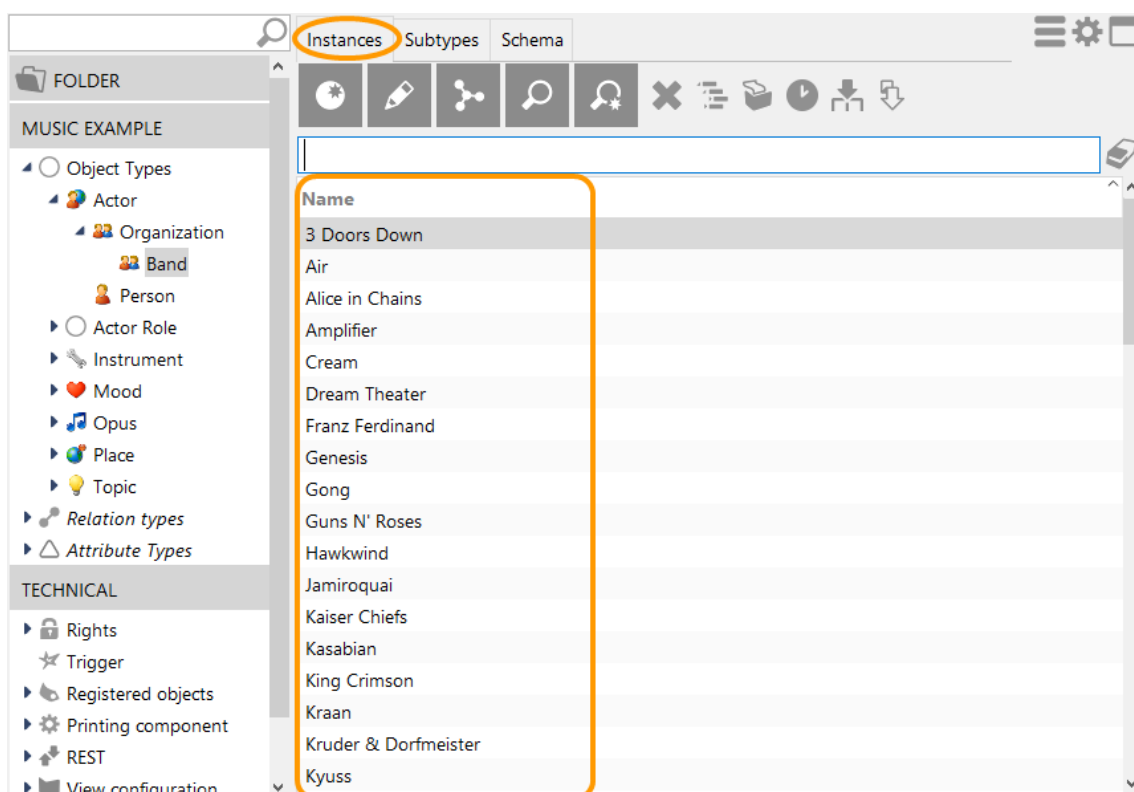 FOLDER
MUSIC EXAMPLE
Object Types
Actor
Organization
Band
Person
Actor Role
Instrument
Mood
Opus
Place
Topic
Relation types
Attribute Types
TECHNICAL
Rights
Trigger
Registered objects
Printing component
REST
View configuration
Instances Subtypes Schema
Name
3 Doors Down
Air
Alice in Chains
Amplifier
Cream
Dream Theater
Franz Ferdinand
Genesis
Gong
Guns N' Roses
Hawkwind
Jamiroquai
Kaiser Chiefs
Kasabian
King Crimson
Kraan
Kruder & Dorfmeister
Kyuss